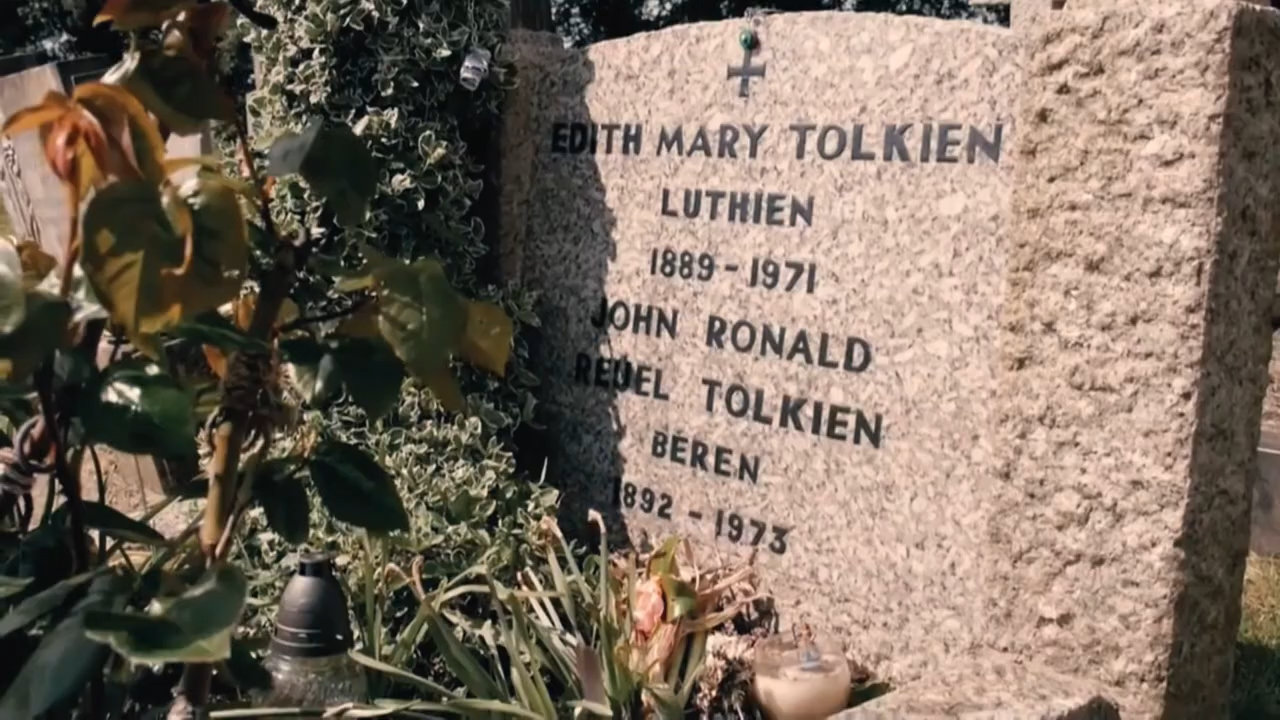 EDITH MARY TOLKIEN
LUTHIEN
1889 - 1971
JOHN RONALD
REUEL TOLKIEN
BEREN
1892 - 1973